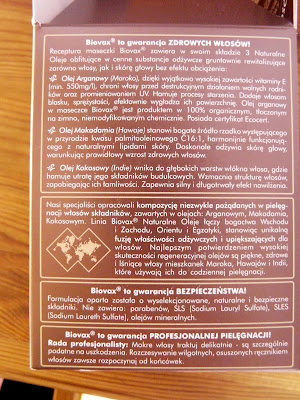 Biovax® to gwarancja ZDROWYCH WŁOSÓW!
Receptura maseczki Biovax® zawiera w swoim składzie 3 Naturalne
Oleje obfitujące w cenne substancje odżywcze gruntownie rewitalizujące
zarówno włosy, jak i skórę głowy bez efektu obciążenia:
Olej Arganowy (Maroko), dzięki wyjątkowo wysokiej zawartości witaminy E
(min. 550mg/l), chroni włosy przed destrukcyjnym działaniem wolnych rodni-
ków oraz promieniowaniem UV. Hamuje procesy starzenia. Dodaje włosom
blasku, sprężystości, efektywnie wygładza ich powierzchnię. Olej arganowy
w maseczce Biovax® jest produktem w 100% organicznym, tłoczonym
na zimno, niemodyfikowanym chemicznie. Posiada certyfikat Ecocert.
Olej Makadamia (Hawaje) stanowi bogate źródło rzadko występującego
w przyrodzie kwasu palmitoleinowego C16:1, harmonijnie funkcjonują-
cego z naturalnymi lipidami skóry. Doskonale odżywia skórę głowy,
warunkując prawidłowy wzrost zdrowych włosów.
Olej Kokosowy (Indie) wnika do głębokich warstw włókna włosa, gdzie
hamuje utratę jego składników budulcowych. Wzmacnia strukturę włosów,
zapobiegając ich łamliwości. Zapewnia silny i długotrwały efekt nawilżenia.
Nasi specjaliści opracowali kompozycję niezwykle pożądanych w pielęg-
nacji włosów składników, zawartych w olejach: Arganowym, Makadamia,
Kokosowym. Linia Biovax® Naturalne Oleje łączy bogactwo Wschodu
i Zachodu, Orientu i Egzotyki, stanowiąc unikalną
fuzję właściwości odżywczych i upiększających dla
włosów. Najlepszym potwierdzeniem wysokiej
skuteczności regeneracyjnej olejów są piękne, zdrowe
i lśniące włosy mieszkanek Maroka, Hawajów i Indii,
które używają ich do codziennej pielęgnacji.
Biovax® to gwarancja BEZPIECZEŃSTWA!
Formulacja oparta została o wyselekcjonowane, naturalne i bezpieczne
składniki. Nie zawiera: parabenów, SLS (Sodium Lauryl Sulfate), SLES
(Sodium Laureth Sulfate), olejów mineralnych.
Biovax® to gwarancja PROFESJONALNEJ PIELĘGNACJI!
Rada profesjonalisty: Mokre włosy traktuj delikatnie - są szczególnie
podatne na uszkodzenia. Rozczesywanie wilgotnych, osuszonych ręcznikiem
włosów zawsze rozpoczynaj od końcówek.